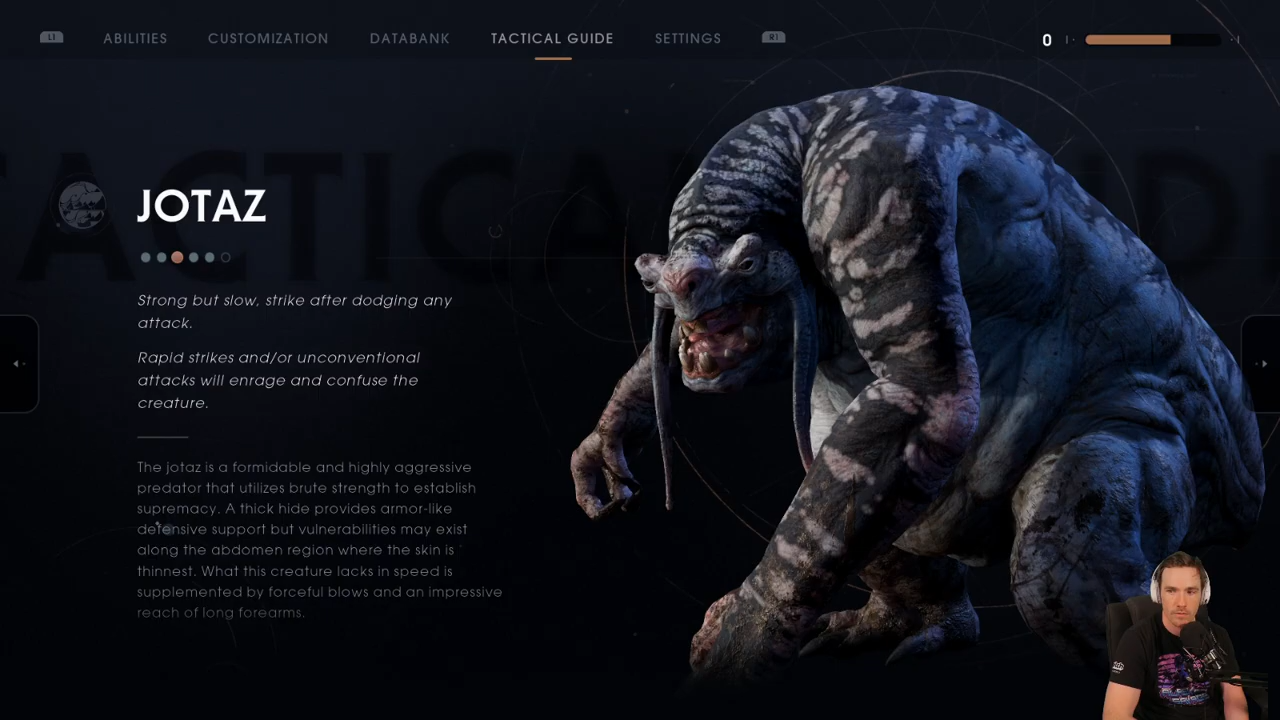 L1 ABILITIES CUSTOMIZATION DATABANK TACTICAL GUIDE SETTINGS R1 0
JOTAZ
Strong but slow, strike after dodging any
attack.
Rapid strikes and/or unconventional
attacks will enrage and confuse the
creature.
The jotaz is a formidable and highly aggressive
predator that utilizes brute strength to establish
supremacy. A thick hide provides armor-like
defensive support but vulnerabilities may exist
along the abdomen region where the skin is
thinnest. What this creature lacks in speed is
supplemented by forceful blows and an impressive
reach of long forearms.